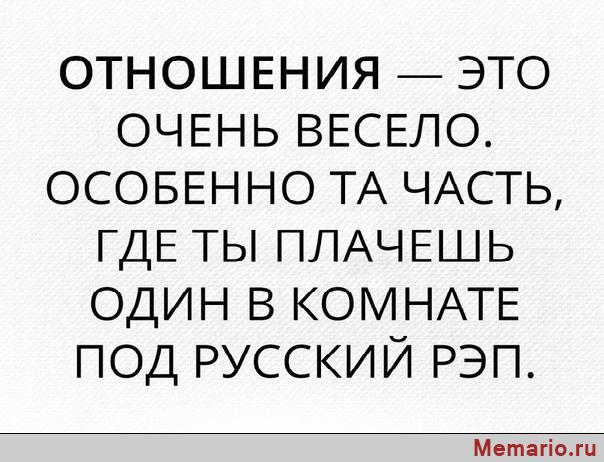 ОТНОШЕНИЯ — ЭТО
ОЧЕНЬ ВЕСЕЛО.
ОСОБЕННО ТА ЧАСТЬ,
ГДЕ ТЫ ПЛАЧЕШЬ
ОДИН В КОМНАТЕ
ПОД РУССКИЙ РЭП.
Memario.ru